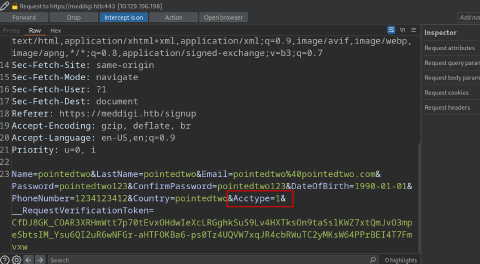 Request to https://meddigi.htb:443 [10.129.196.198]
Forward Drop Intercept is on Action Open browser Add no
Pretty Raw Hex
Inspector
text/html,application/xhtml+xml,application/xml;q=0.9,image/avif,image/webp,
image/apng,*/*;q=0.8,application/signed-exchange;v=b3;q=0.7
14 Sec-Fetch-Site: same-origin
15 Sec-Fetch-Mode: navigate
16 Sec-Fetch-User: ?1
17 Sec-Fetch-Dest: document
18 Referer: https://meddigi.htb/signup
19 Accept-Encoding: gzip, deflate, br
20 Accept-Language: en-US,en;q=0.9
21 Priority: u=0, i
22
23 Name=pointedtwo&LastName=pointedtwo&Email=pointedtwo%40pointedtwo.com&
Password=pointedtwo123&ConfirmPassword=pointedtwo123&DateOfBirth=1990-01-01&
PhoneNumber=1234123412&Country=pointedtwo&Acctype=1&
__RequestVerificationToken=
Request attributes
Request query para
Request body param
Request cookies
Request headers
Search
0 highlights